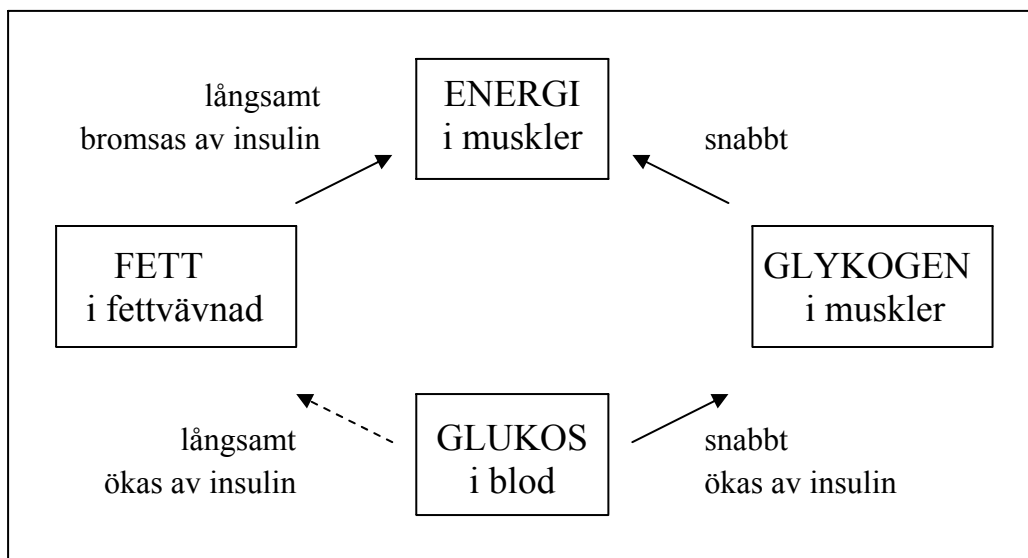 långsamt
bromsas av insulin
ENERGI
i muskler
snabbt
FETT
i fettvävnad
GLYKOGEN
i muskler
långsamt
ökas av insulin
GLUKOS
i blod
snabbt
ökas av insulin